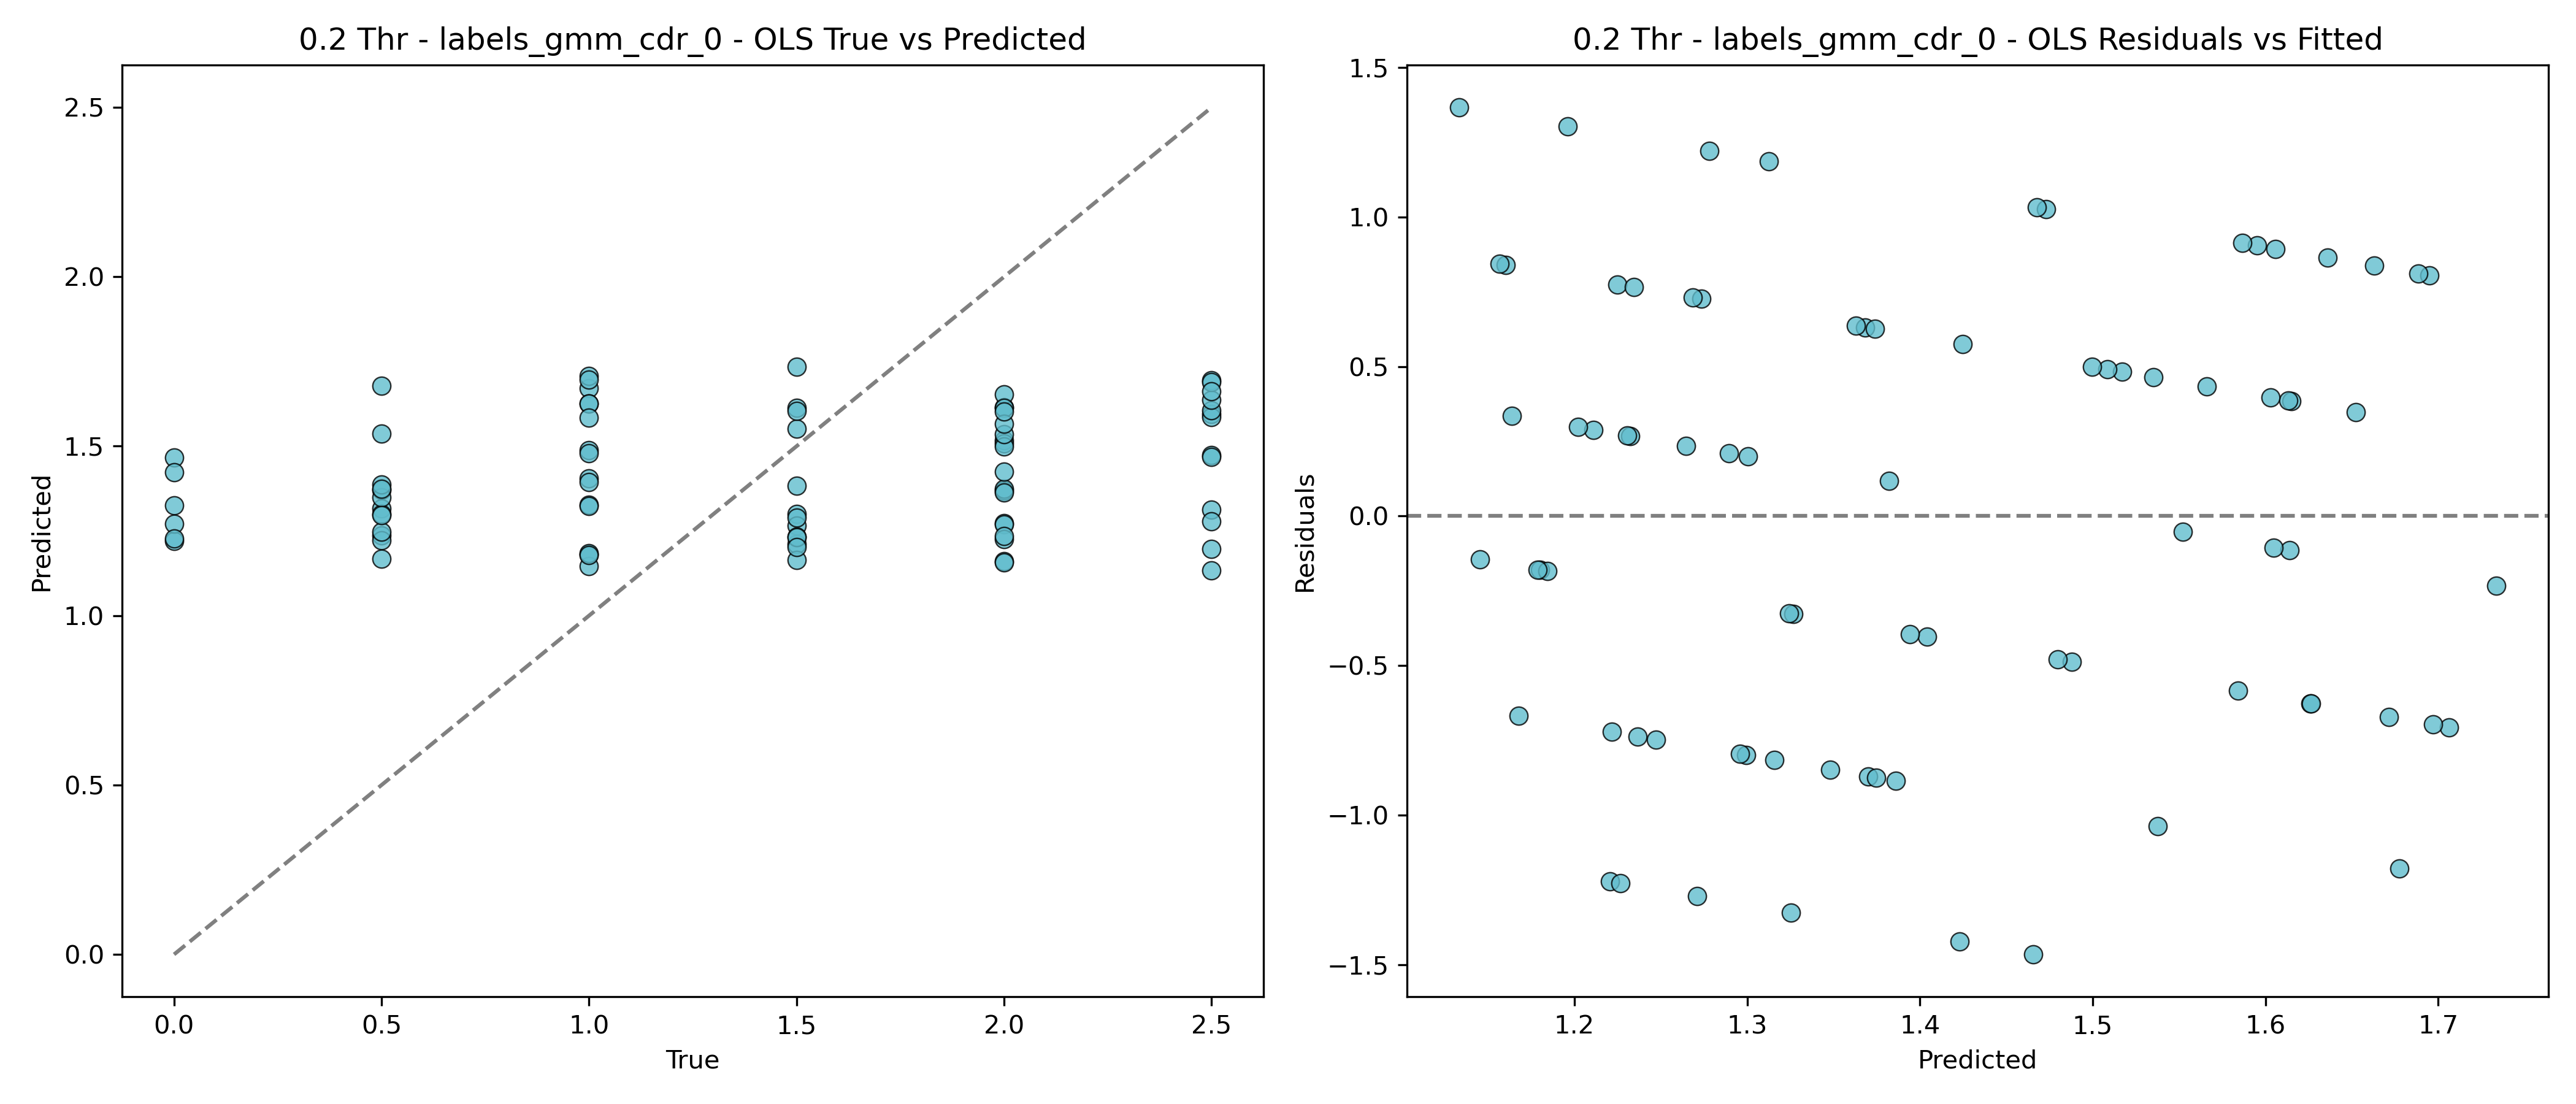 0.2 Thr - labels_gmm_cdr_0 - OLS True vs Predicted
2.5
2.0
1.5
1.0
0.5
0.0
Predicted
0.0 0.5 1.0 1.5 2.0 2.5
True
0.2 Thr - labels_gmm_cdr_0 - OLS Residuals vs Fitted
1.5
1.0
0.5
0.0
−0.5
−1.0
−1.5
Residuals
1.2 1.3 1.4 1.5 1.6 1.7
Predicted